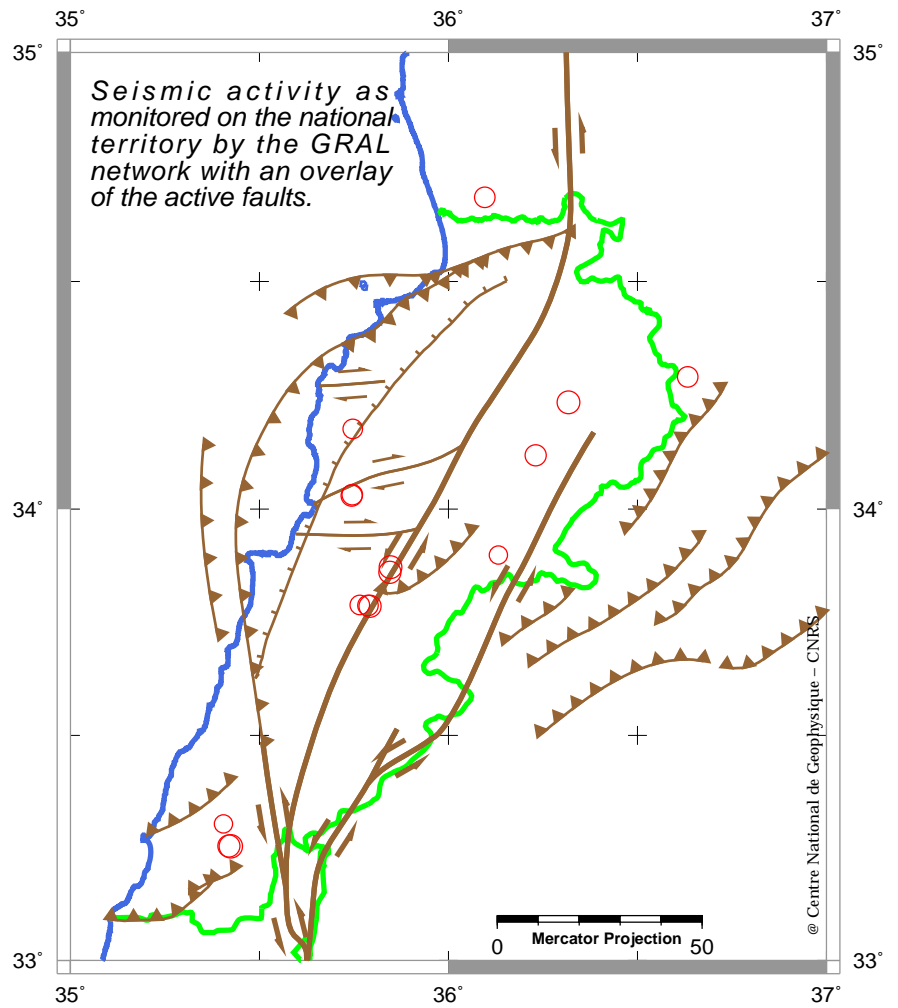 35°
36°
37°
35°
35°
Seismic activity as
monitored on the national
territory by the GRAL
network with an overlay
of the active faults.
34°
34°
@ Centre National de Geophysique – CNRS
Mercator Projection
0
50
33°
33°
35°
36°
37°